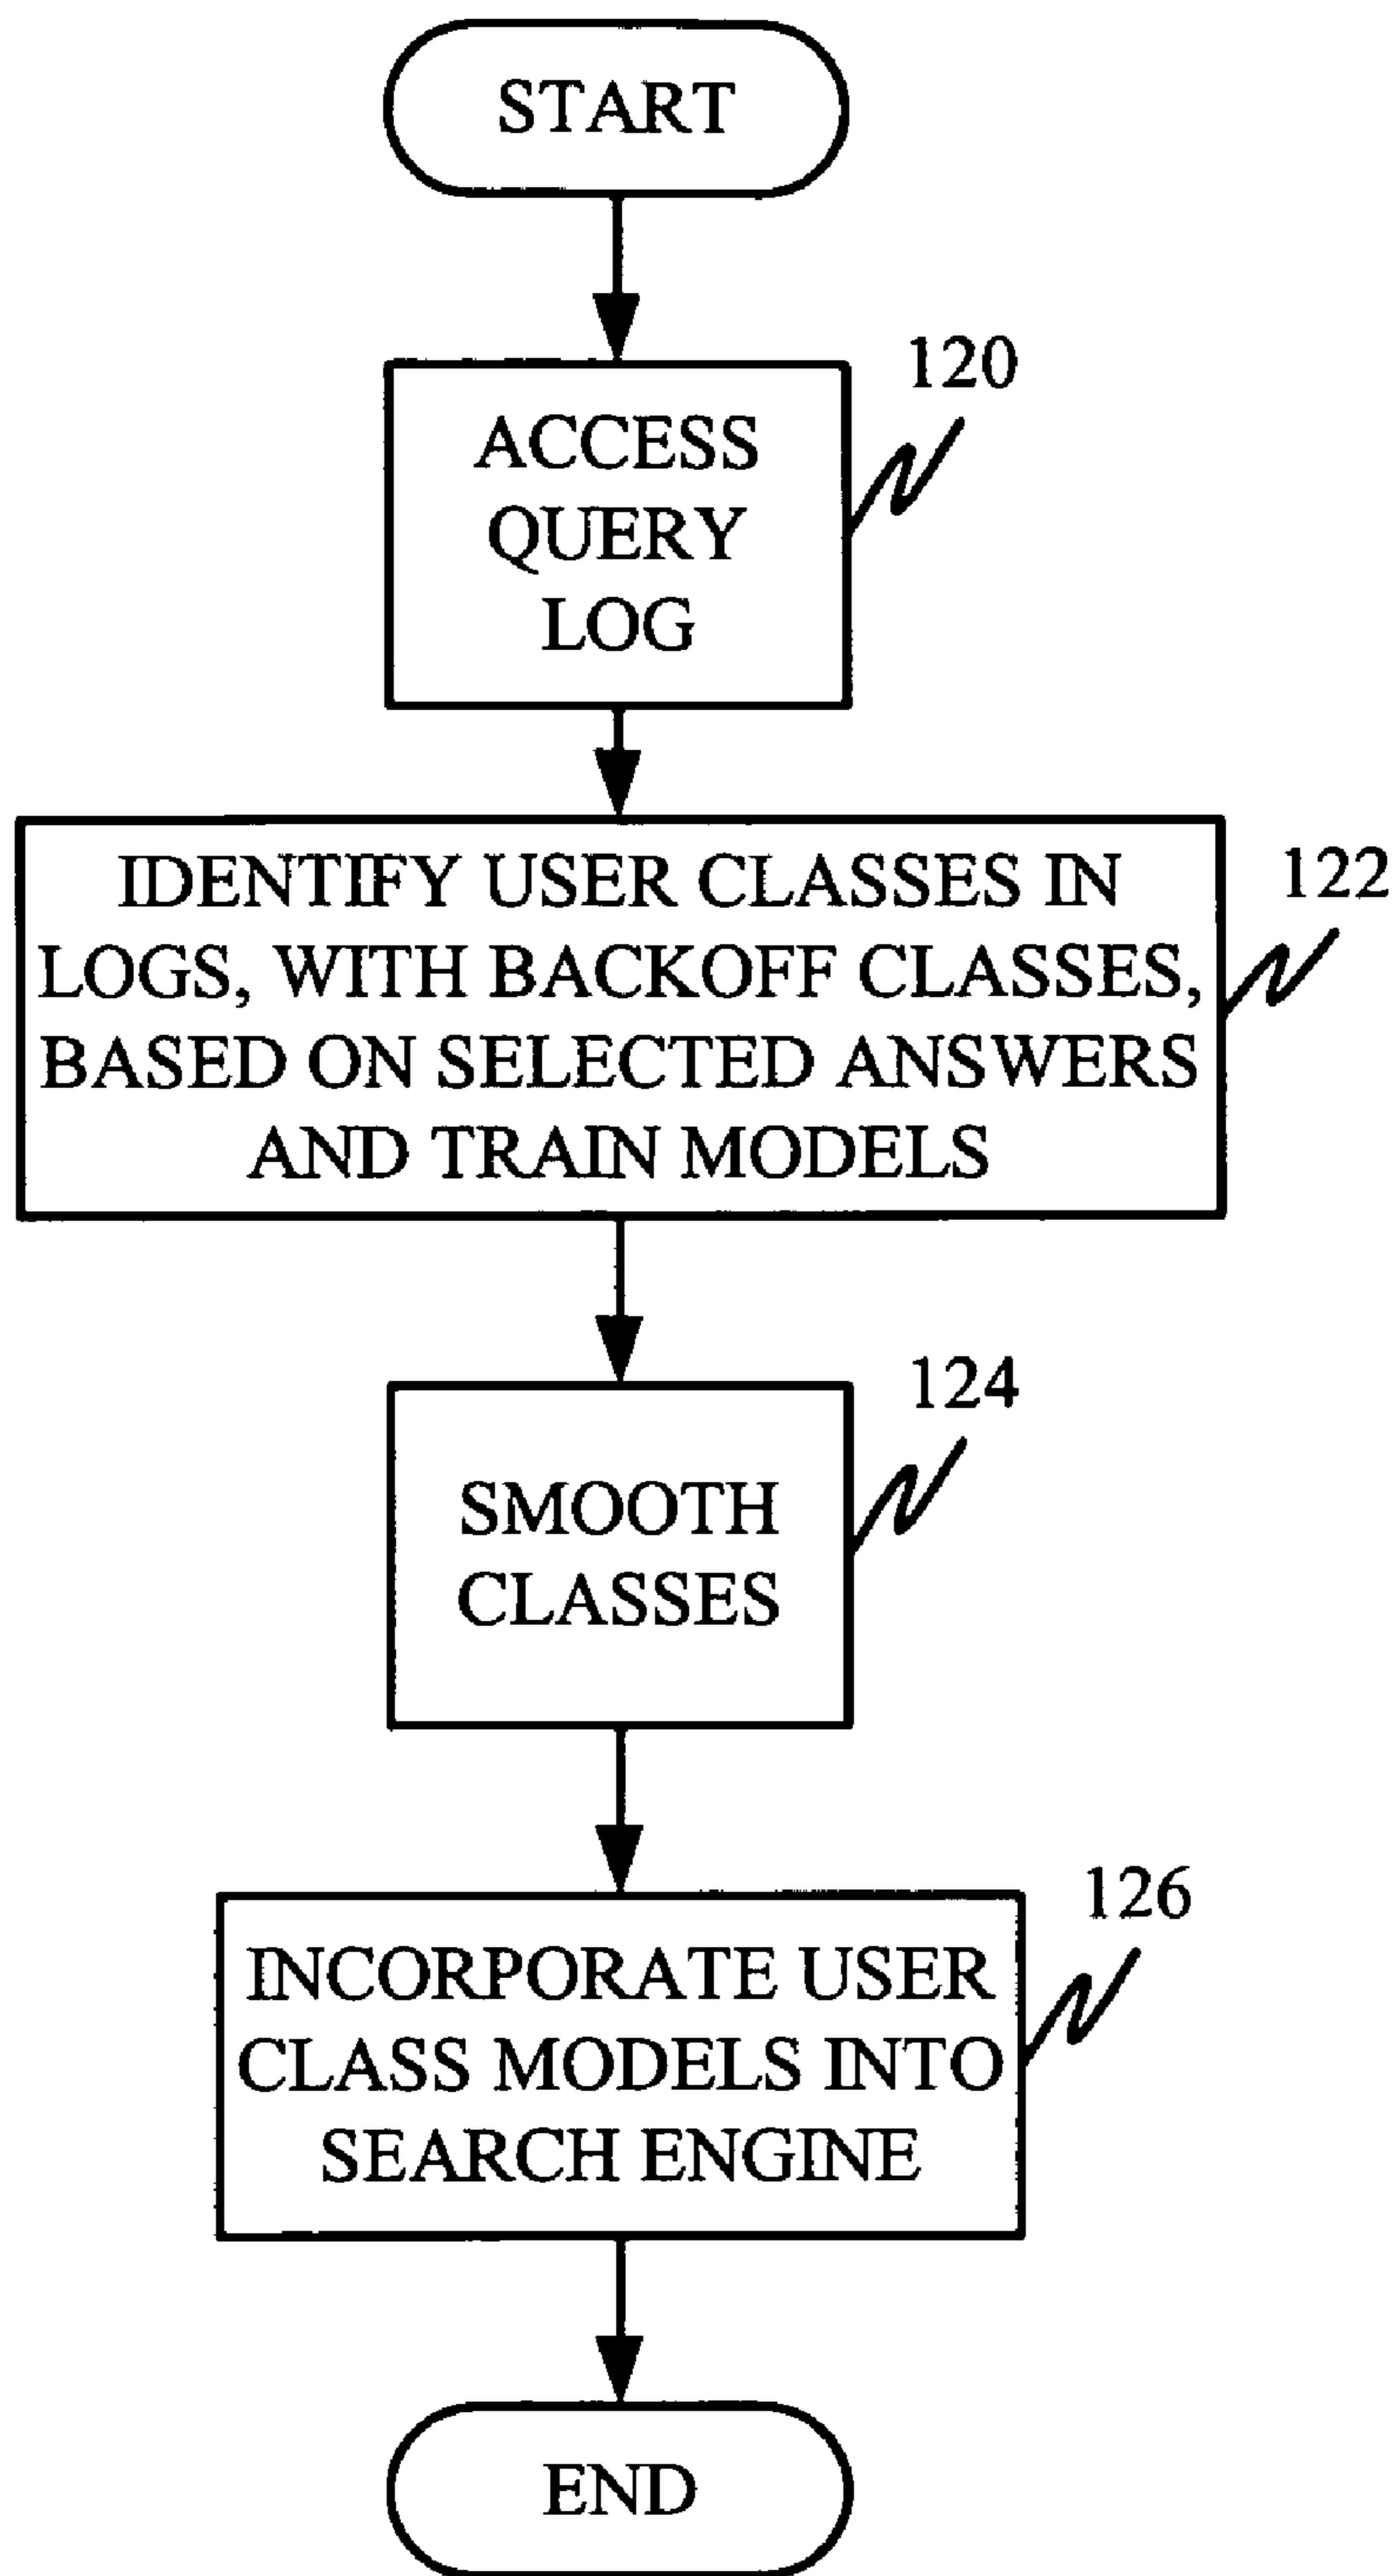 START
120
ACCESS
QUERY
LOG
122
IDENTIFY USER CLASSES IN
LOGS, WITH BACKOFF CLASSES,
BASED ON SELECTED ANSWERS
AND TRAIN MODELS
124
SMOOTH
CLASSES
126
INCORPORATE USER
CLASS MODELS INTO
SEARCH ENGINE
END